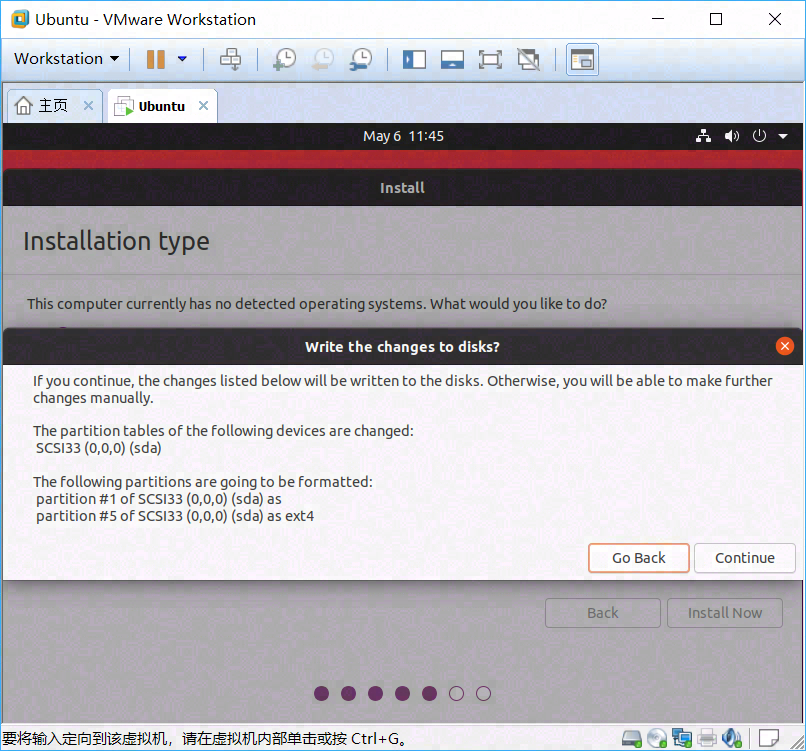 Ubuntu - VMware Workstation
Workstation
主页
Ubuntu
May 6 11:45
Install
Installation type
This computer currently has no detected operating systems. What would you like to do?
Write the changes to disks?
If you continue, the changes listed below will be written to the disks. Otherwise, you will be able to make further
changes manually.
The partition tables of the following devices are changed:
SCSI33 (0,0,0) (sda)
The following partitions are going to be formatted:
partition #1 of SCSI33 (0,0,0) (sda) as
partition #5 of SCSI33 (0,0,0) (sda) as ext4
Go Back
Continue
Back
Install Now
要将输入定向到该虚拟机，请在虚拟机内部单击或按 Ctrl+G。